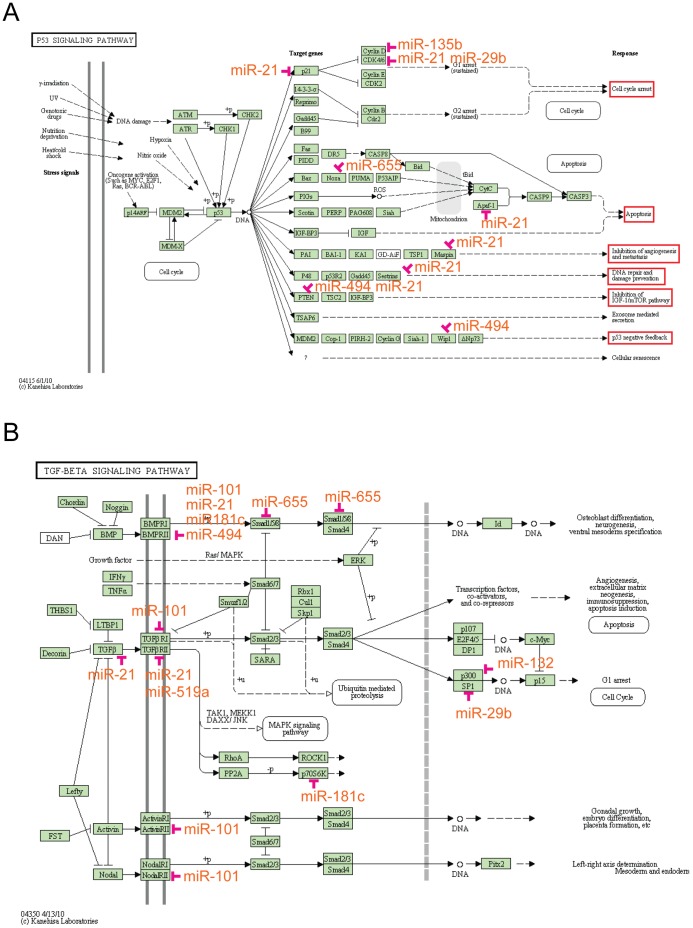 A
P53 SIGNALING PATHWAY
Target genes
Response
γ-irradiation
UV
Genotoxic drugs
Nutrition deprivation
Heat/cold shock
Stress signals
DNA damage
ATM
CHK2
ATR
CHK1
+p
+p
Hypoxia
Nitric oxide
Oncogene activation
(Such as MYC, E2F1, Ras, BCR-ABL)
+p
+p
+p
p14ARF
MDM2
p53
DNA
MDM-X
Cell cycle
miR-21
p21
Cyclin D
miR-135b
CDK4/6
miR-21 miR-29b
G1 arrest (sustained)
Cyclin E
CDK2
Cell cycle arrest
14-3-3-σ
Reprimo
Gadd45
B99
Cyclin B
Cdc2
G2 arrest (sustained)
Cell cycle
Fas
PIDD
DR5
CASP8
Bid
tBid
Apoptosis
miR-655
Bax
Noxa
PUMA
P53AIP
PIGs
ROS
CytC
Mitochondrion
Scotin
PERP
PAG608
Siah
Apaf-1
CASP9
CASP3
miR-21
Apoptosis
IGF-BP3
IGF
miR-21
PAI
BAI-1
KAI
GD-AiF
TSP1
Maspin
Inhibition of angiogenesis and metastasis
miR-21
P48
p53R2
Gadd45
Sestrins
DNA repair and damage prevention
miR-494 miR-21
PTEN
TSC2
IGF-BP3
Inhibition of IGF-1/mTOR pathway
TSAP6
Exosome mediated secretion
miR-494
MDM2
Cop-1
PIRH-2
Cyclin G
Siah-1
Wip1
ΔNp73
p53 negative feedback
?
Cellular senescence
04115 6/1/10
(c) Kanehisa Laboratories
B
TGF-BETA SIGNALING PATHWAY
miR-101
miR-21
miR181c
miR-494
miR-655
miR-655
Chordin
Noggin
DAN
BMP
BMPRI
BMPRII
+p
Smad1/5/8
Smad1/5/8
Smad4
DNA
Id
DNA
Osteoblast differentiation, neurogenesis, ventral mesoderm specification
Growth factor
Ras/ MAPK
ERK
+p
+p
IFNγ
TNFα
Smad6/7
Smurf1/2
Rbx1
Cul1
Skp1
Transcription factors, co-activators, and co-repressors
Angiogenesis, extracellular matrix neogenesis, immunosuppression, apoptosis induction
Apoptosis
THBS1
LTBP1
miR-101
Decorin
TGFβ
TGFβRI
TGFβRII
+p
Smad2/3
SARA
Smad2/3
Smad4
p107
E2F4/5
DP1
DNA
c-Myc
miR-21
miR-21
miR-519a
+u
+u
Ubiquitin mediated proteolysis
miR-132
p300
SP1
DNA
p15
G1 arrest
Cell Cycle
miR-29b
TAK1, MEKK1
DAXX/ JNK
MAPK signaling pathway
RhoA
ROCK1
PP2A
-p
p70S6K
miR-181c
Lefty
FST
Activin
ActivinRI
ActivinRII
+p
miR-101
Smad2/3
Smad2/3
Smad4
DNA
Gonadal growth, embryo differentiation, placenta formation, etc
Smad6/7
Nodal
NodalRI
NodalRII
+p
miR-101
Smad2/3
Smad2/3
Smad4
DNA
Pitx2
Left-right axis determination
Mesoderm and endoderm
04350 4/13/10
(c) Kanehisa Laboratories